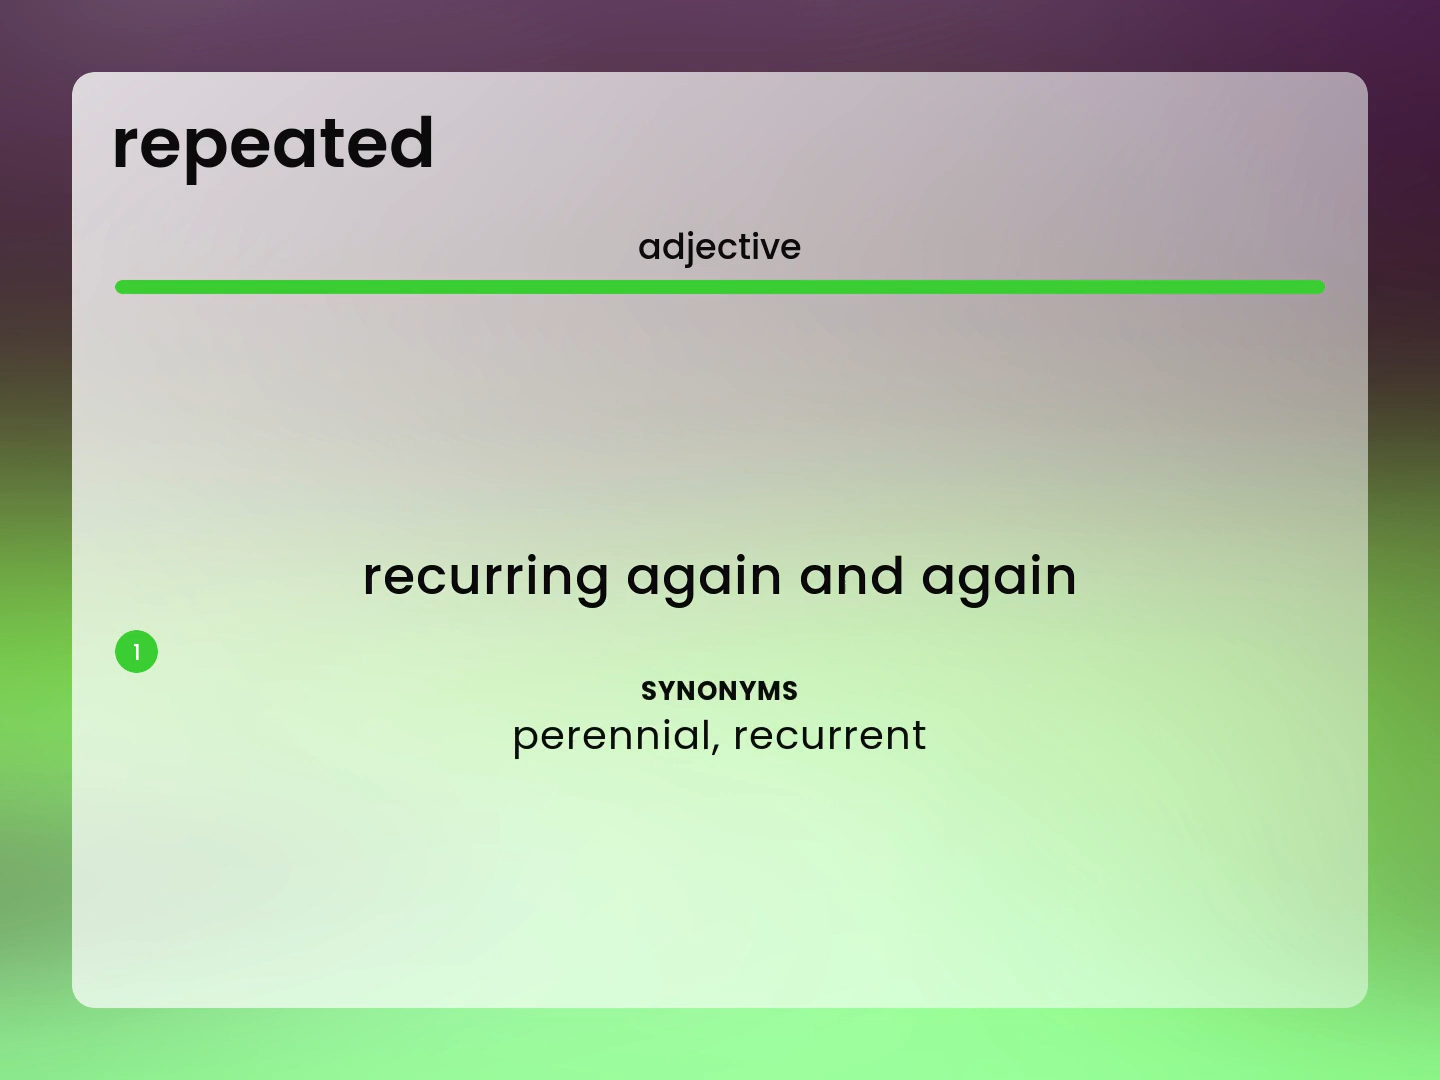 repeated
adjective
recurring again and again
1
SYNONYMS
perennial, recurrent